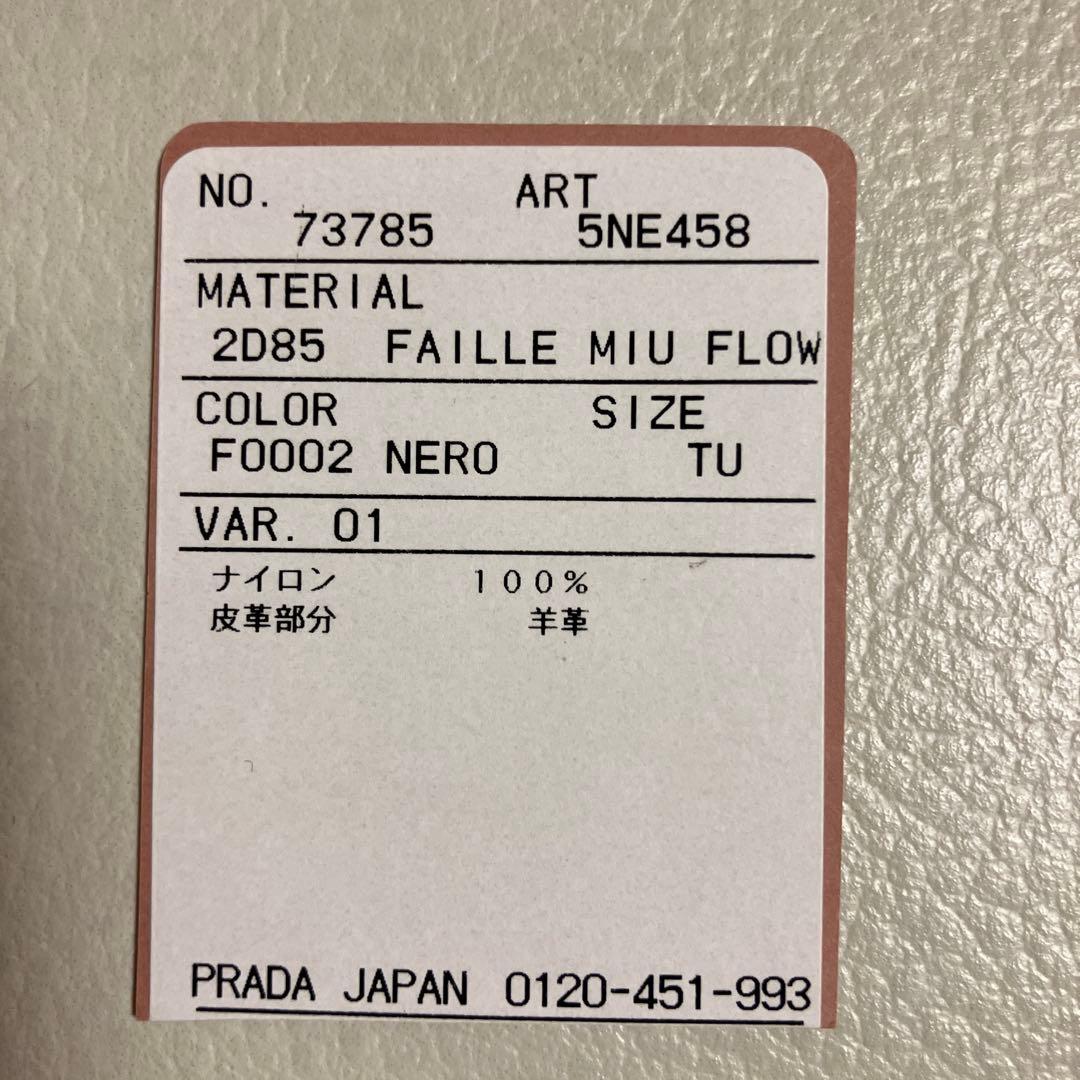 NO. ART
73785 5NE458
MATERIAL
2D85 FAILLE MIU FLOW
COLOR SIZE
F0002 NERO TU
VAR. 01
ナイロン 100%
皮革部分 羊革
PRADA JAPAN 0120-451-993